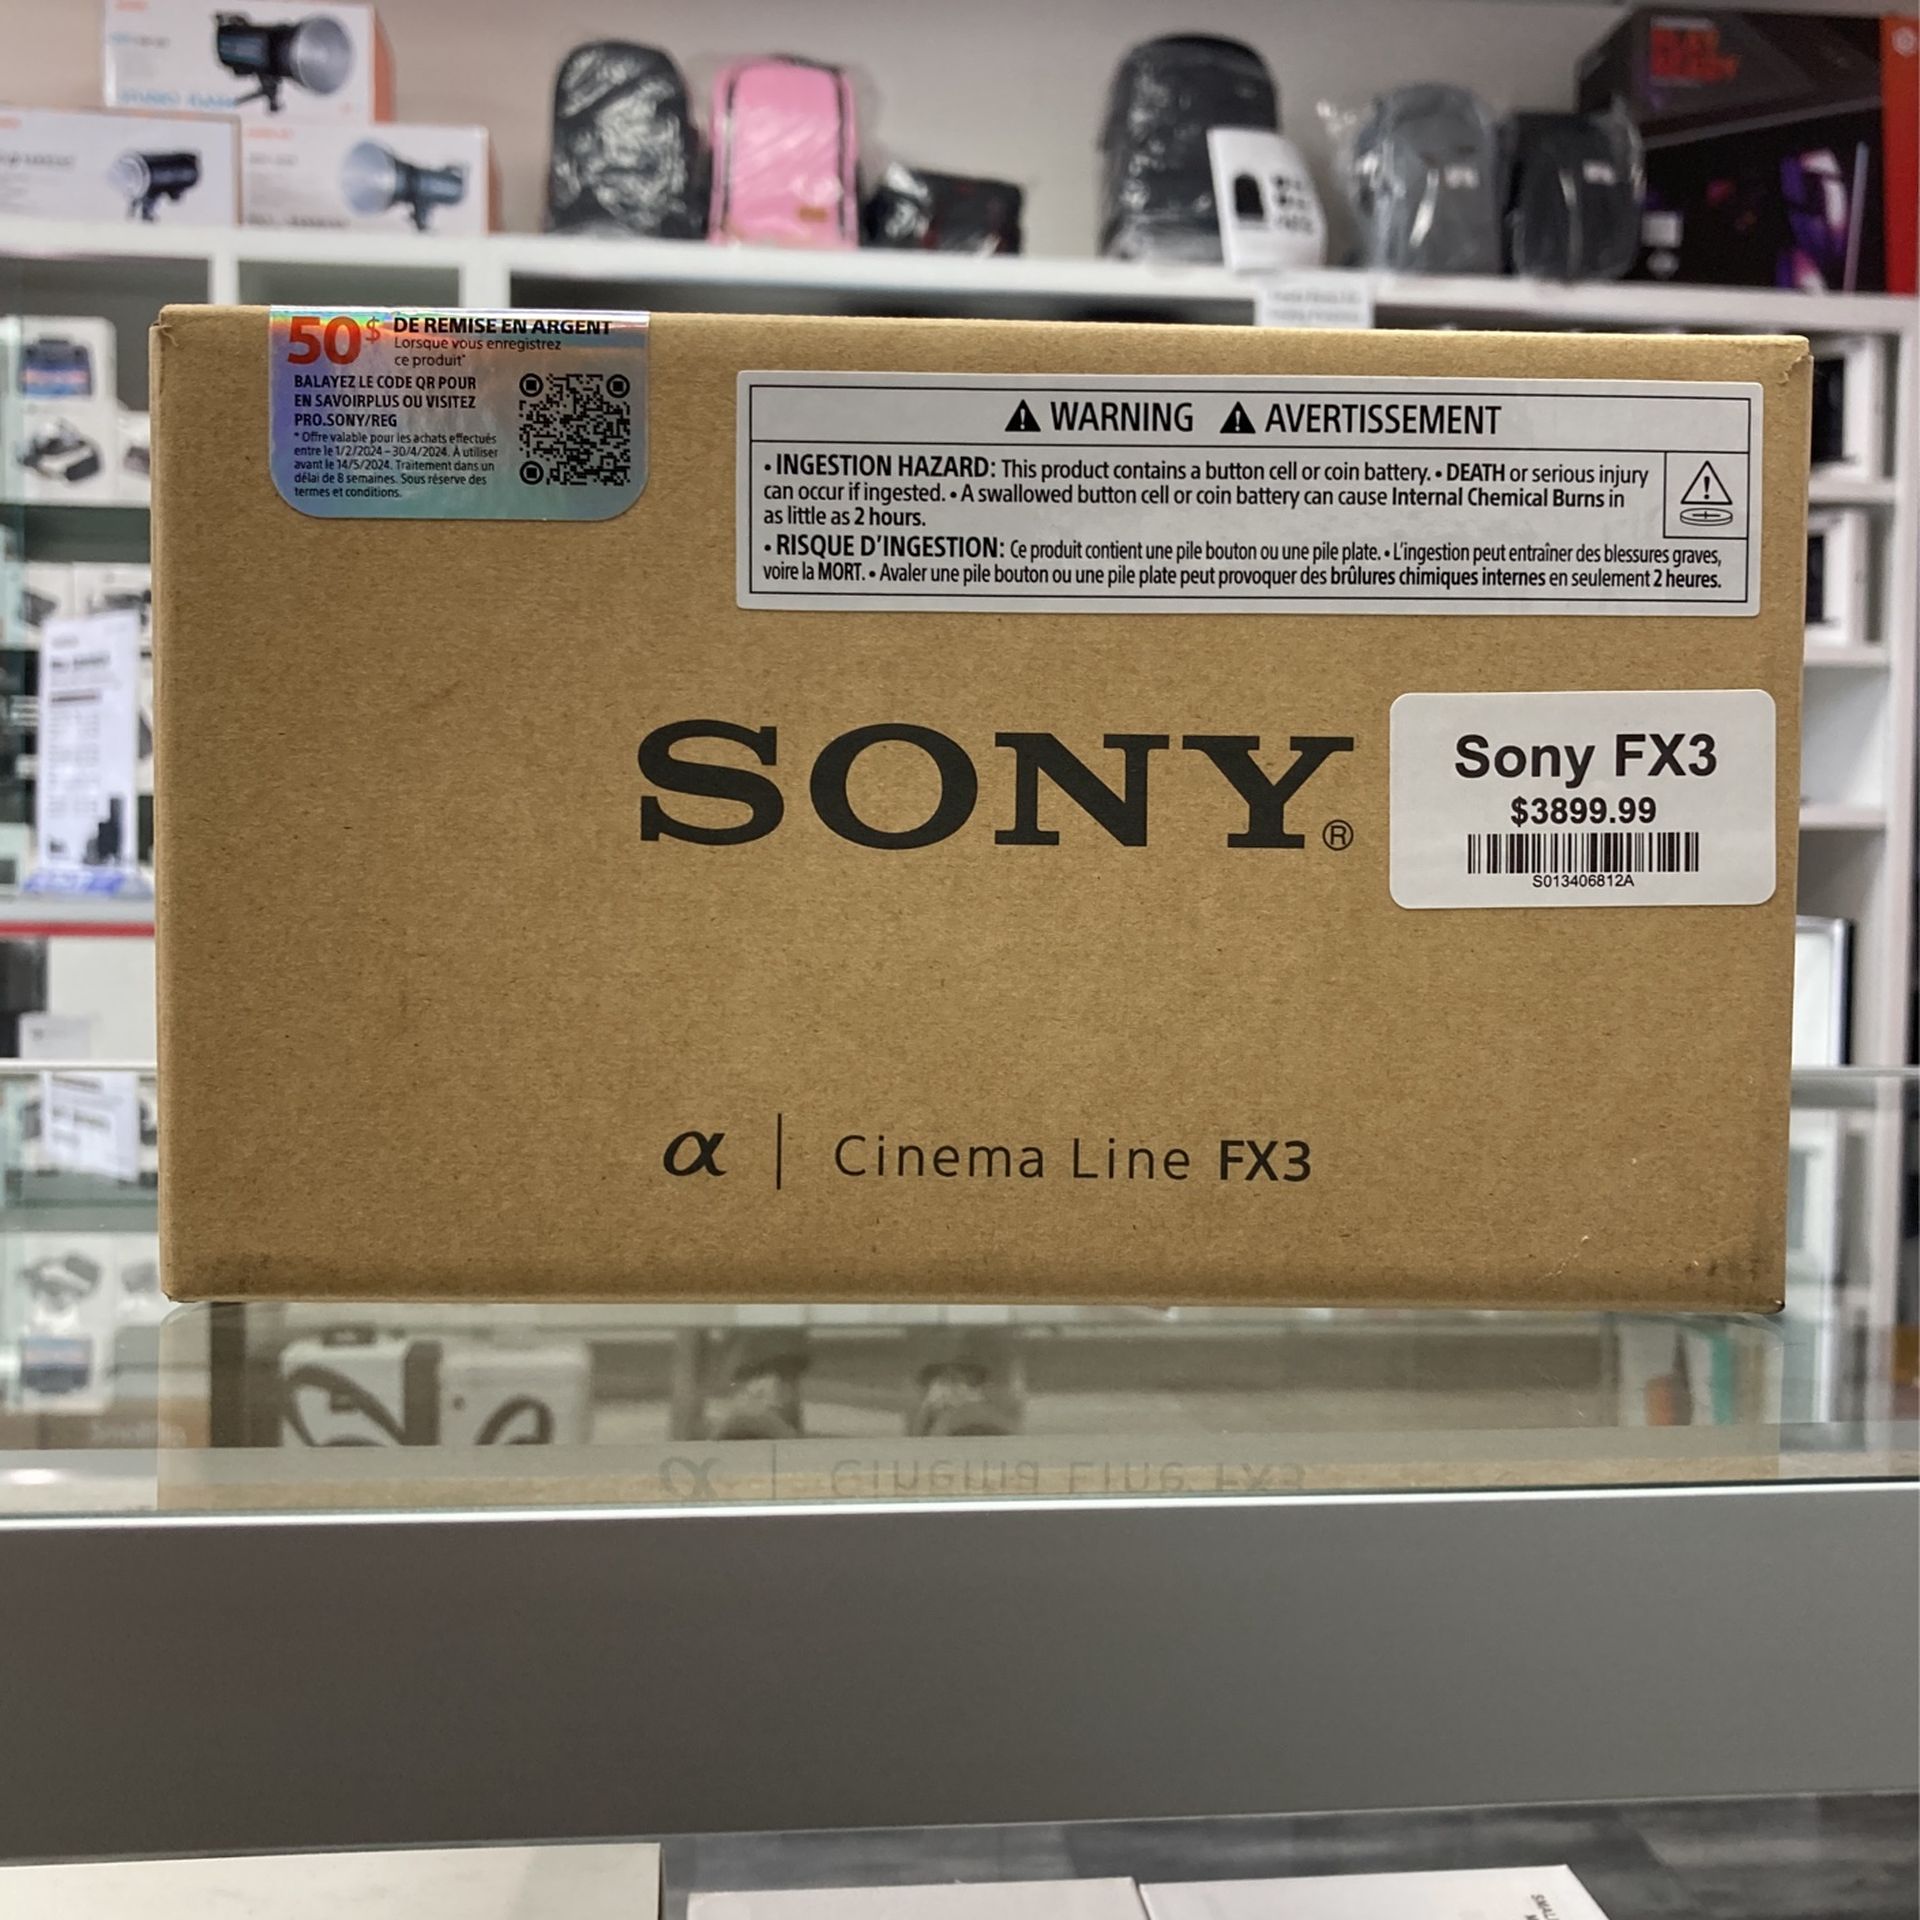 50$ DE REMISE EN ARGENT
Lorsque vous enregistrez
ce produit*
BALAYEZ LE CODE QR POUR
EN SAVOIRPLUS OU VISITEZ
PRO.SONY/REG
* Offre valable pour les achats effectués
entre le 1/2/2024 – 30/4/2024. À utiliser
avant le 14/5/2024. Traitement dans un
délai de 8 semaines. Sous réserve des
termes et conditions.
WARNING AVERTISSEMENT
• INGESTION HAZARD: This product contains a button cell or coin battery. • DEATH or serious injury
can occur if ingested. • A swallowed button cell or coin battery can cause Internal Chemical Burns in
as little as 2 hours.
• RISQUE D'INGESTION: Ce produit contient une pile bouton ou une pile plate. • L'ingestion peut entraîner des blessures graves,
voire la MORT. • Avaler une pile bouton ou une pile plate peut provoquer des brûlures chimiques internes en seulement 2 heures.
SONY®
Sony FX3
$3899.99
S013406812A
α | Cinema Line FX3